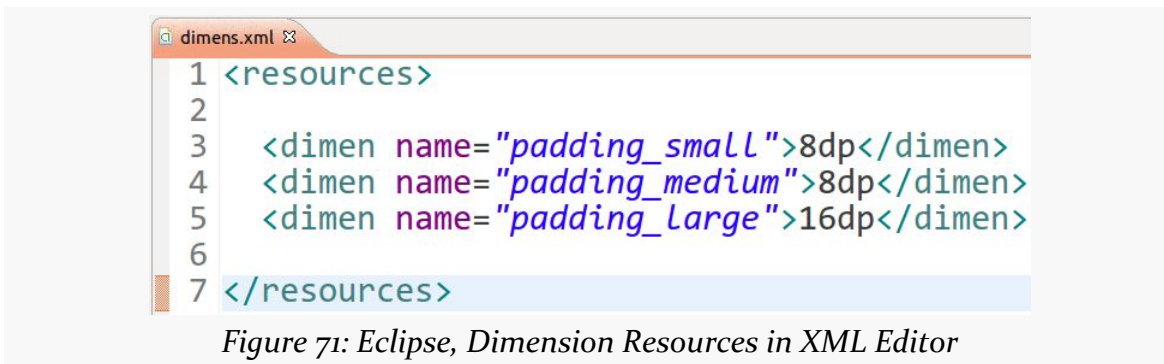 dimens.xml
1 <resources>
2
3 <dimen name="padding_small">8dp</dimen>
4 <dimen name="padding_medium">8dp</dimen>
5 <dimen name="padding_large">16dp</dimen>
6
7 </resources>
Figure 71: Eclipse, Dimension Resources in XML Editor